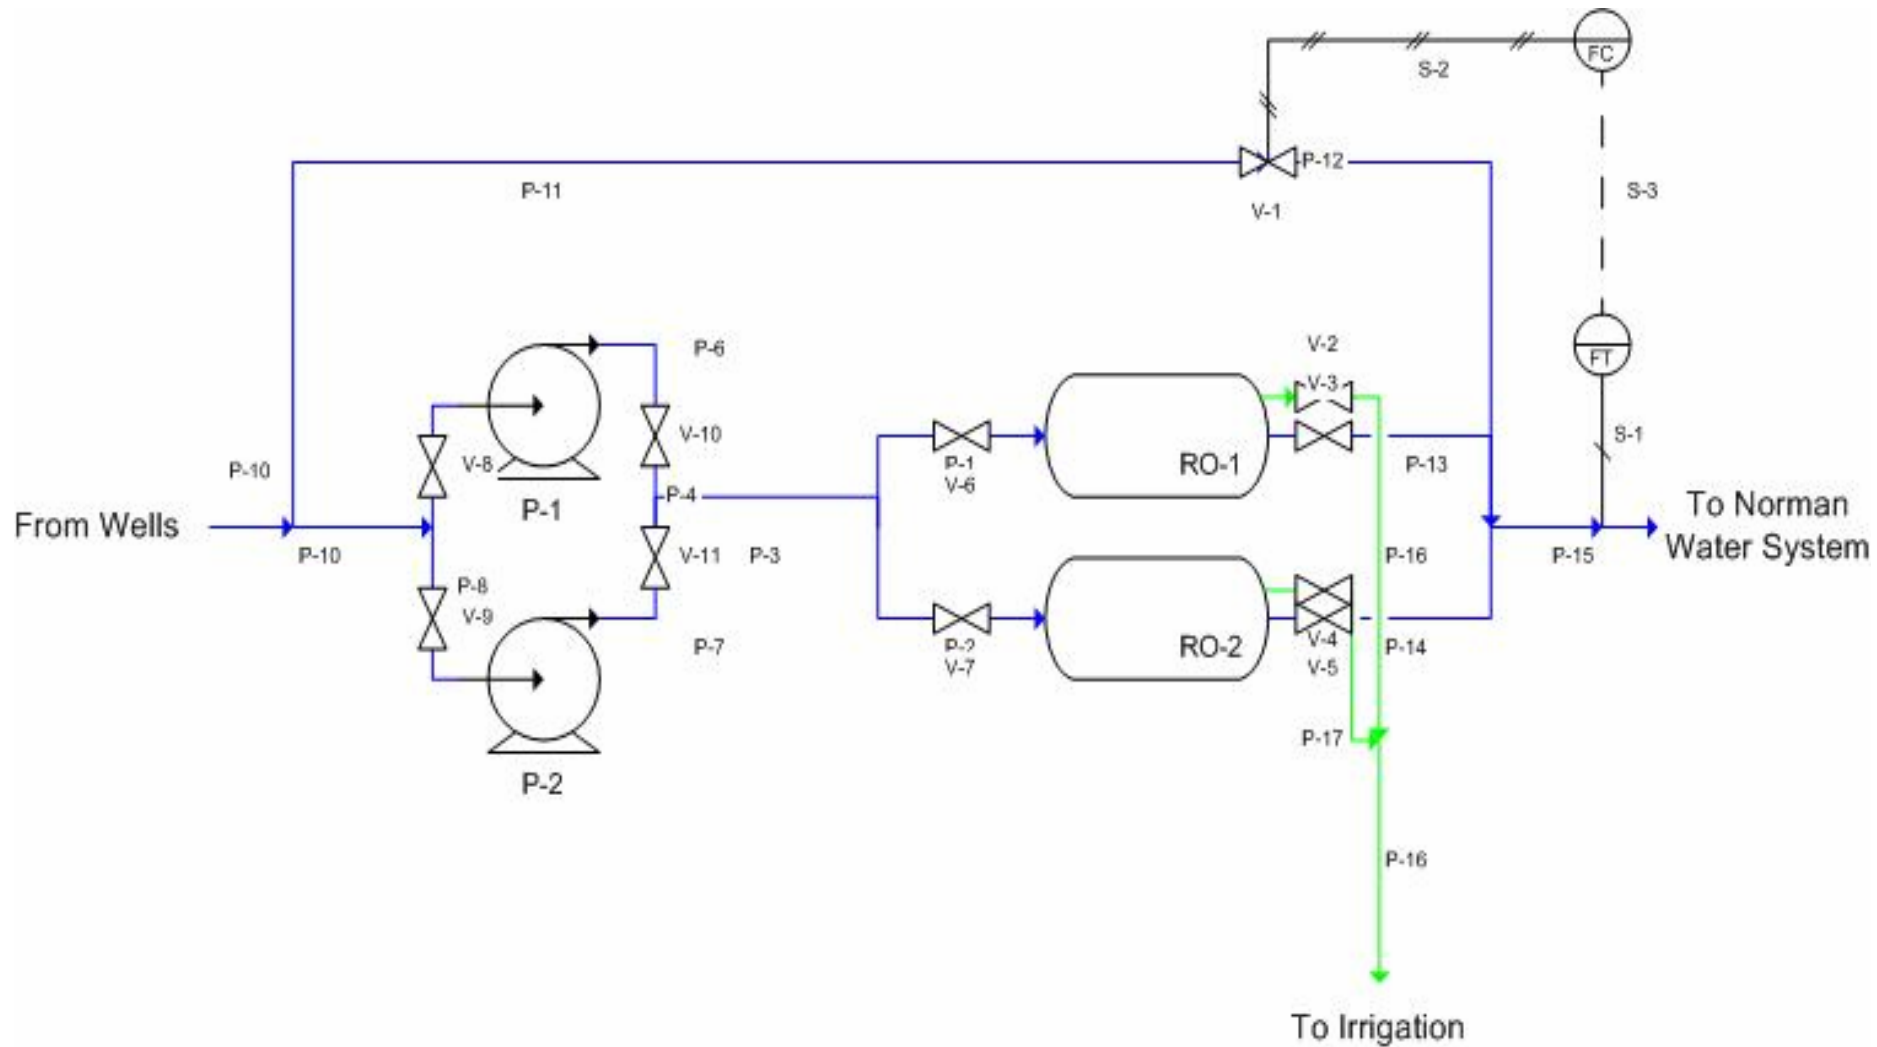 FC
S-2
P-12
P-11
S-3
V-1
V-2
P-6
FT
V-3
V-10
S-1
P-10
V-8
P-1
V-6
RO-1
P-13
P-4
To Norman
Water System
P-1
From Wells
P-10
V-11
P-3
P-16
P-15
P-8
V-9
P-7
P-2
V-7
RO-2
V-4
V-5
P-14
P-17
P-2
P-16
To Irrigation